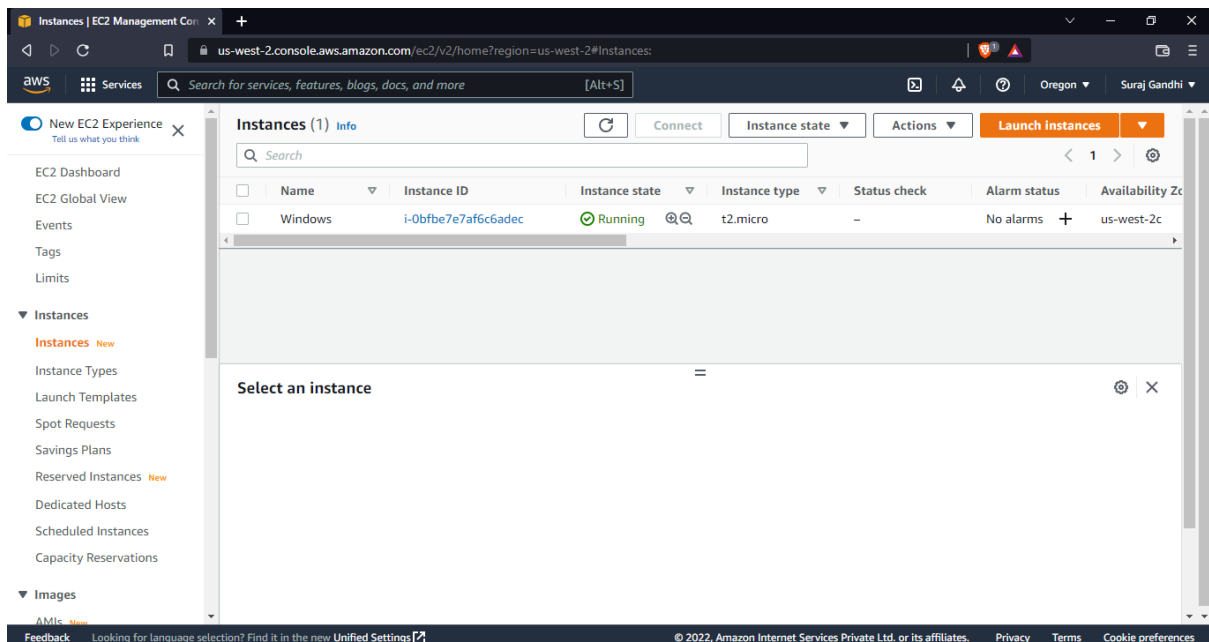 Instances | EC2 Management Con
us-west-2.console.aws.amazon.com/ec2/v2/home?region=us-west-2#Instances:
aws Services Search for services, features, blogs, docs, and more [Alt+S] Oregon Suraj Gandhi
New EC2 Experience
Tell us what you think
EC2 Dashboard
EC2 Global View
Events
Tags
Limits
Instances
Instances New
Instance Types
Launch Templates
Spot Requests
Savings Plans
Reserved Instances New
Dedicated Hosts
Scheduled Instances
Capacity Reservations
Images
AMIs New
Instances (1) Info Connect Instance state Actions Launch instances
Search 1
Name Instance ID Instance state Instance type Status check Alarm status Availability Zo
Windows i-0bfbe7e7af6c6adec Running t2.micro – No alarms us-west-2c
Select an instance
Feedback Looking for language selection? Find it in the new Unified Settings © 2022, Amazon Internet Services Private Ltd. or its affiliates. Privacy Terms Cookie preferences